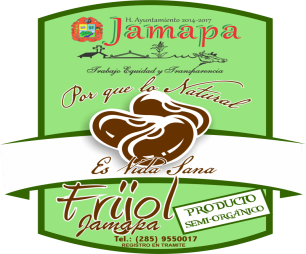 H. Ayuntamiento 2014-2017
Jamapa
Trabajo Equidad y Transparencia
Por que lo Natural
Es Vida Sana
Frijol
Jamapa
PRODUCTO
SEMI-ORGÁNICO
Tel.: (285) 9550017
REGISTRO EN TRAMITE